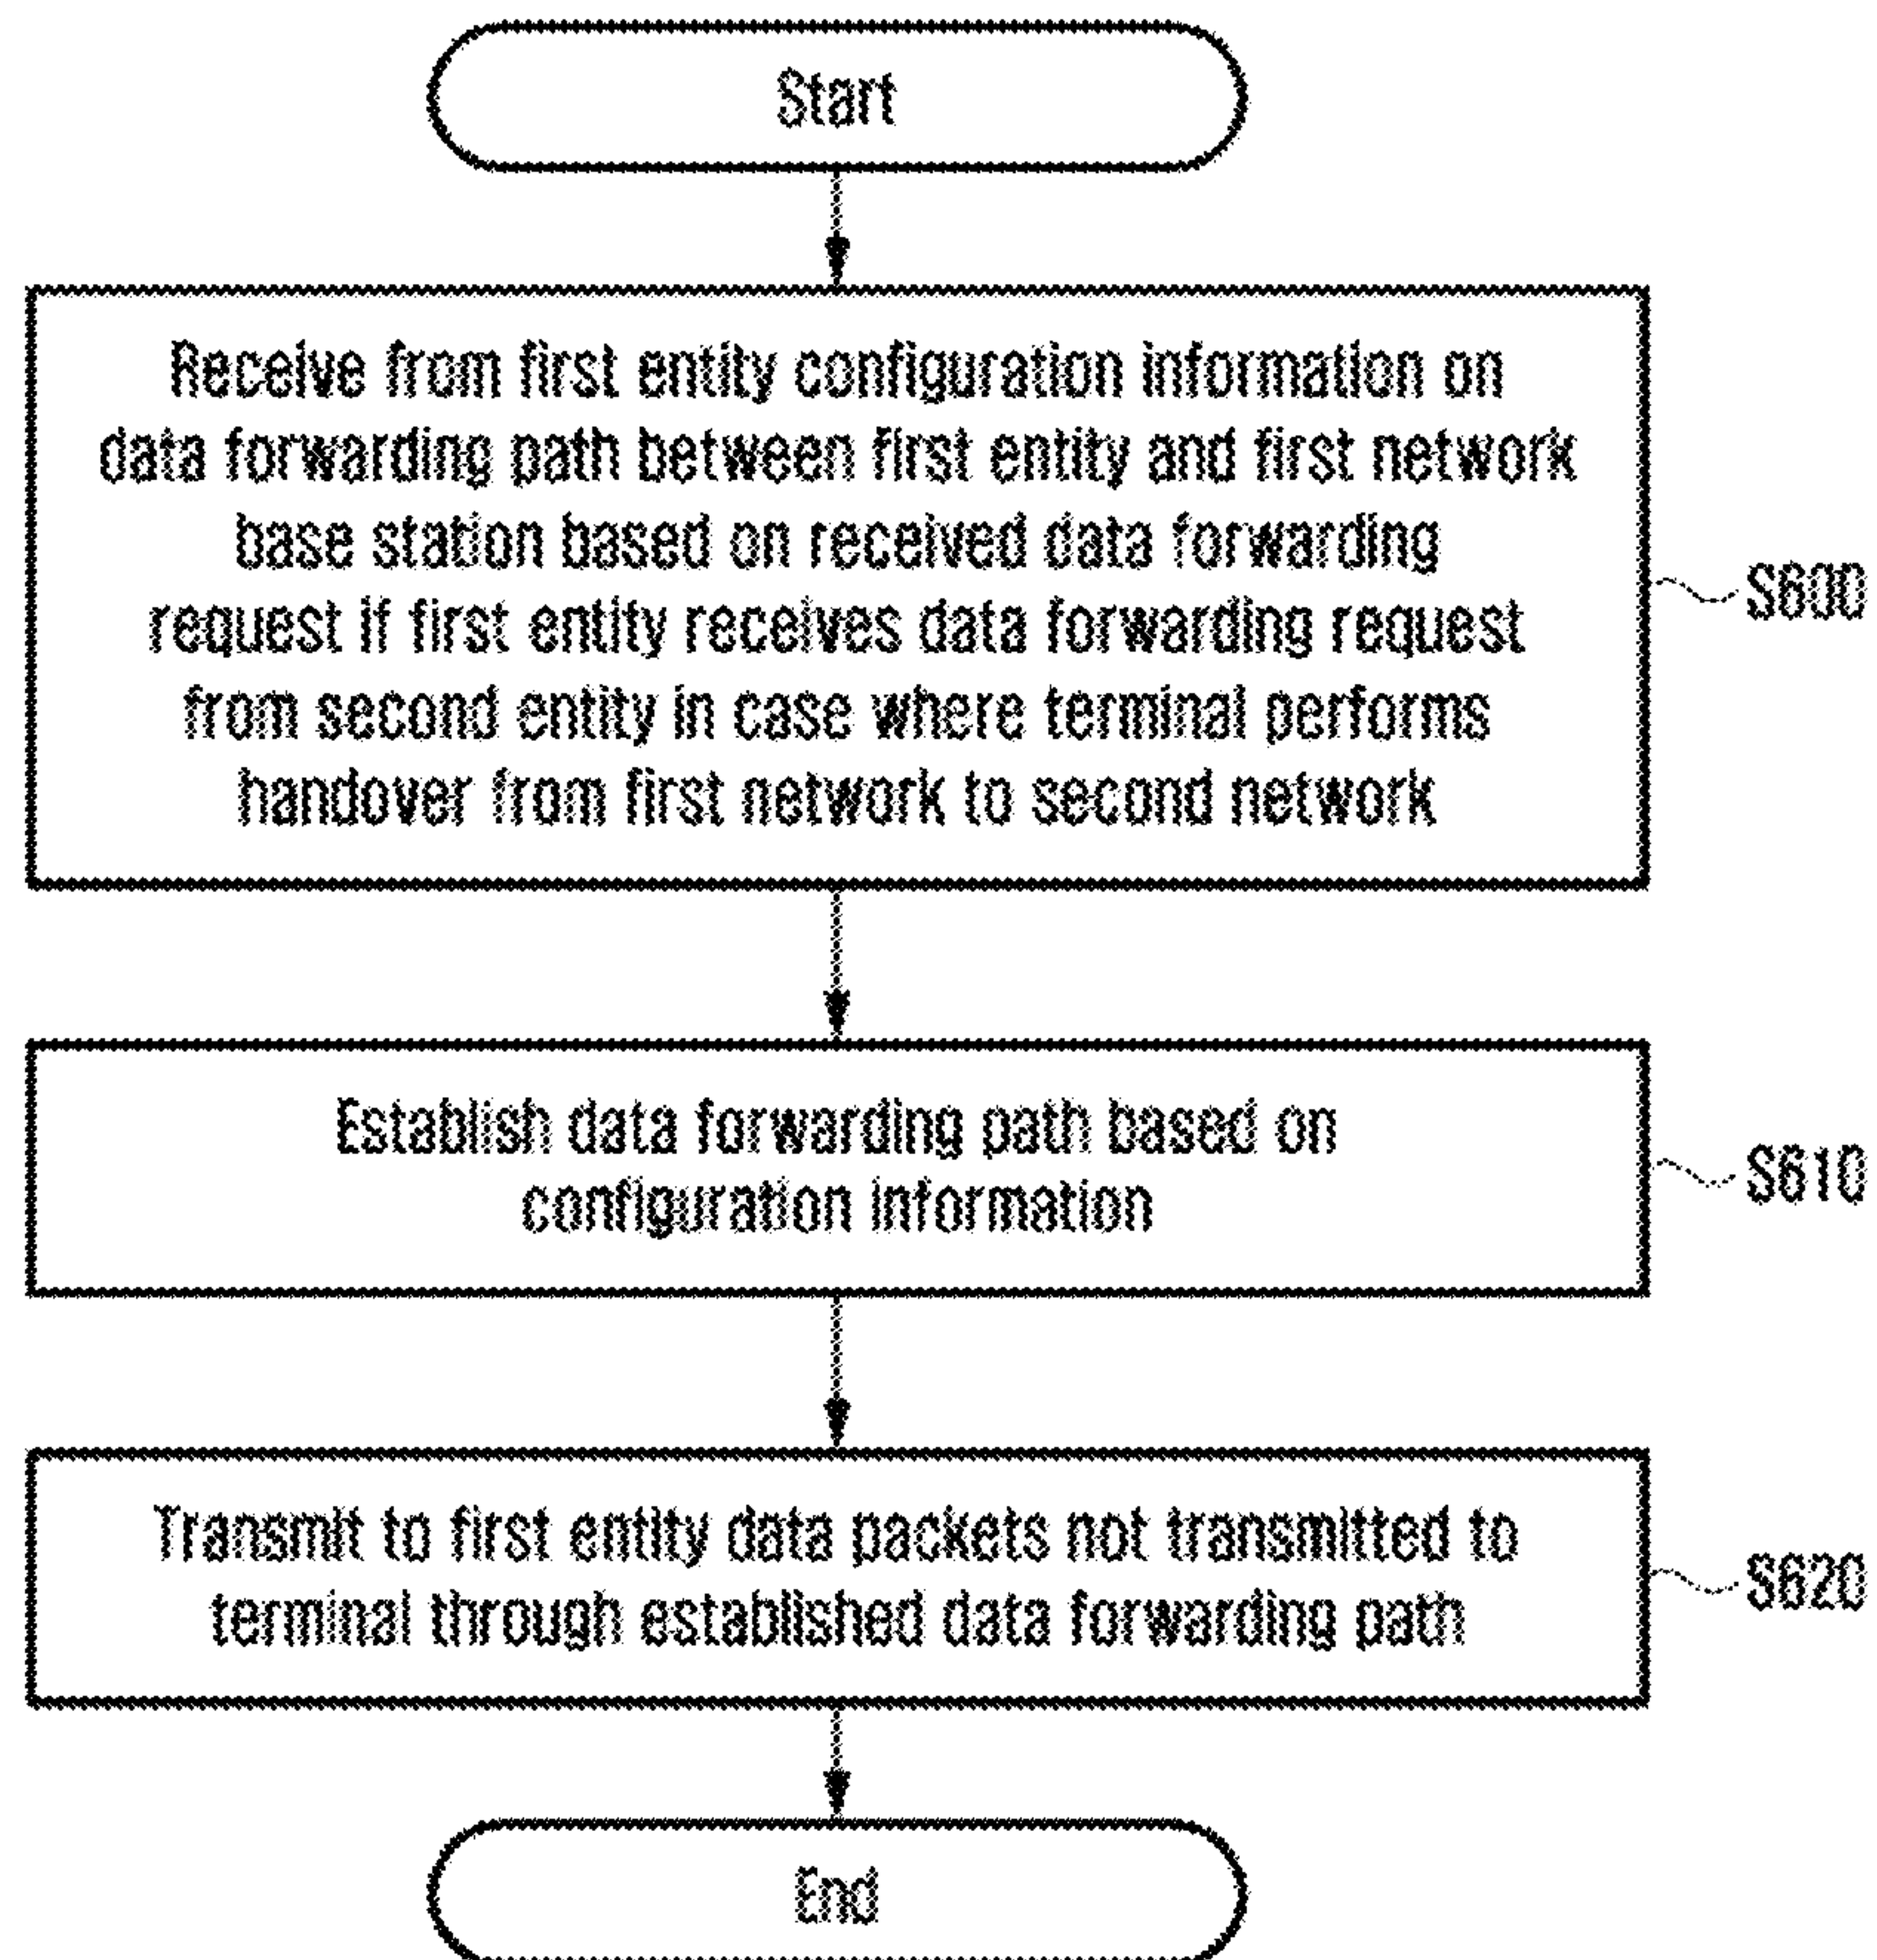 Start
Receive from first entity configuration information on
data forwarding path between first entity and first network
base station based on received data forwarding
request if first entity receives data forwarding request
from second entity in case where terminal performs
handover from first network to second network
S600
Establish data forwarding path based on
configuration information
S610
Transmit to first entity data packets not transmitted to
terminal through established data forwarding path
S620
End